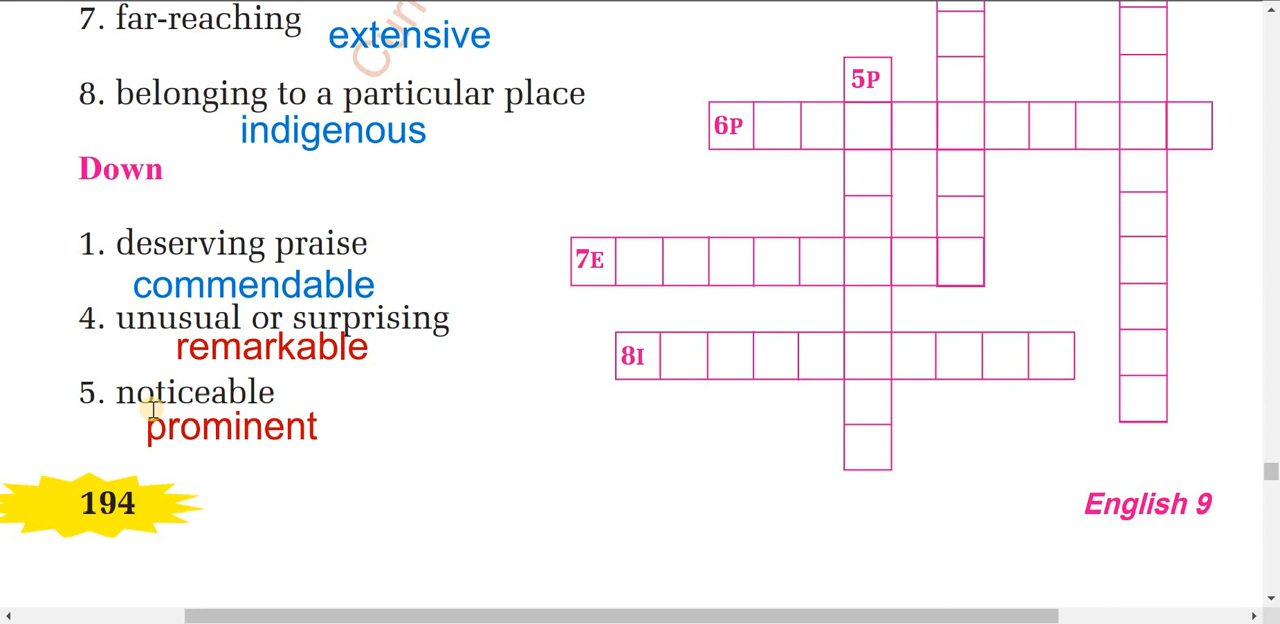 7. far-reaching
extensive
8. belonging to a particular place
indigenous
Down
1. deserving praise
commendable
4. unusual or surprising
remarkable
5. noticeable
prominent
5P
6P
7E
8I
194
English 9